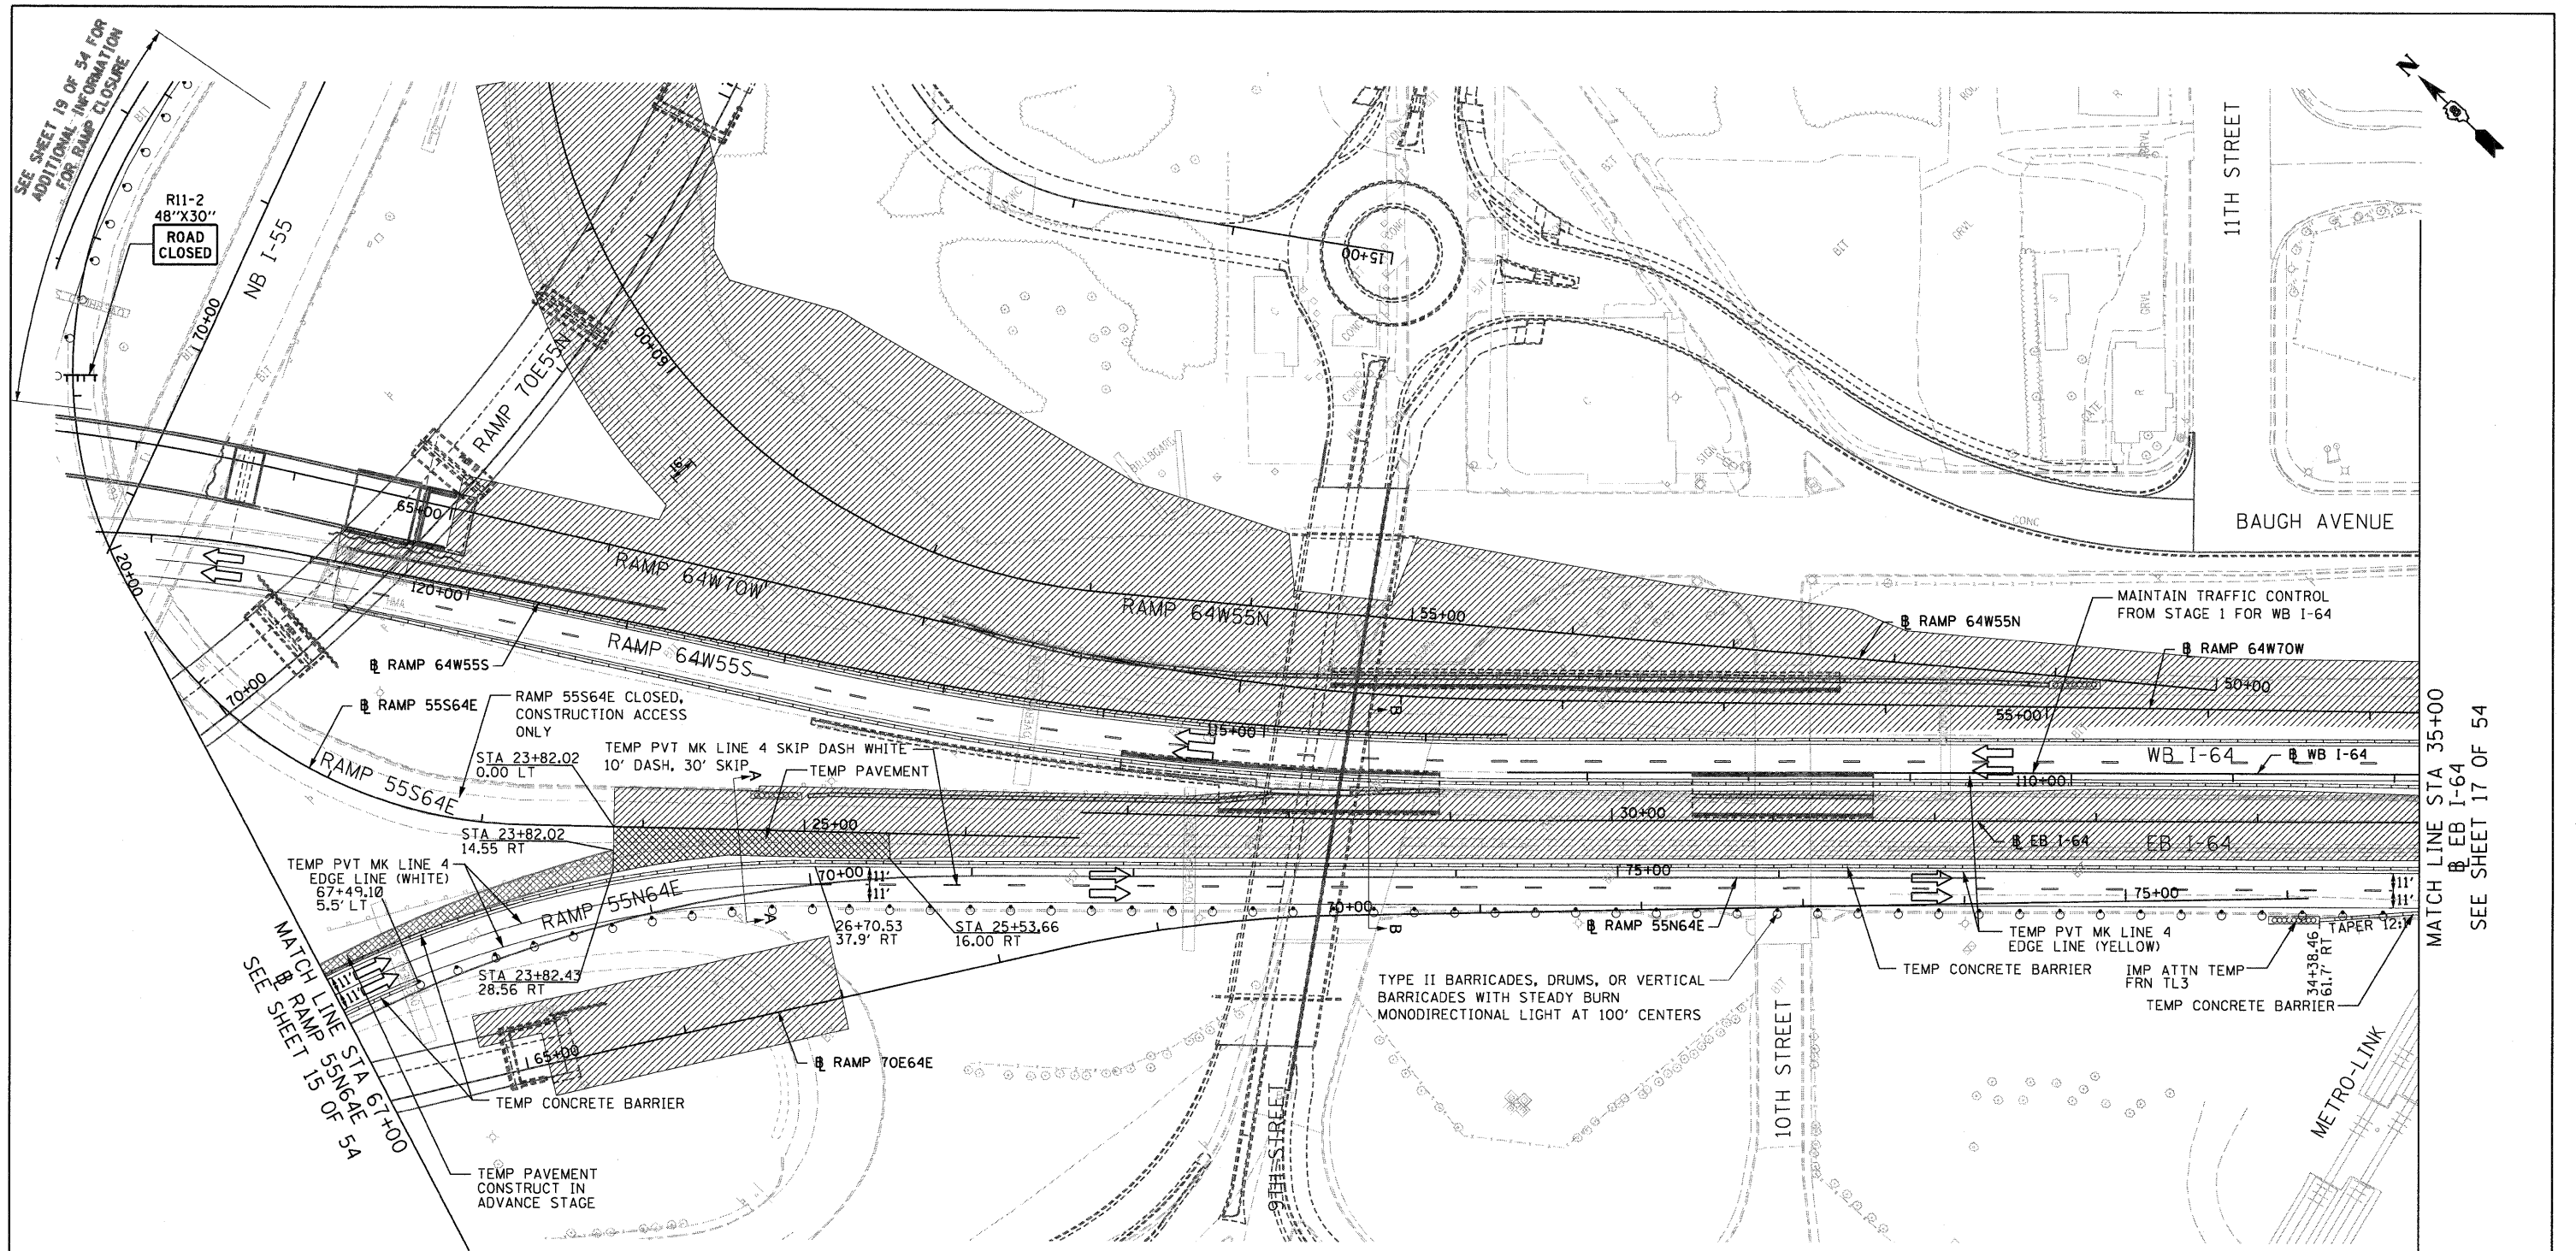 SEE SHEET 19 OF 54 FOR
ADDITIONAL INFORMATION
FOR RAMP CLOSURE
R11-2
48"X30"
ROAD
CLOSED
NB I-55
70+00
RAMP 70E55N
60+00
15+00
11TH STREET
N
BAUGH AVENUE
BILLBOARD
SIGN
GATE
CONC
BIT
GRVL
65+00
20+00
120+00
RAMP 64W70W
RAMP 64W55N
55+00
RAMP 64W55S
℄ RAMP 64W55S
70+00
℄ RAMP 55S64E
RAMP 55S64E CLOSED,
CONSTRUCTION ACCESS
ONLY
MAINTAIN TRAFFIC CONTROL
FROM STAGE 1 FOR WB I-64
℄ RAMP 64W55N
℄ RAMP 64W70W
50+00
55+00
115+00
B
WB I-64
℄ WB I-64
110+00
RAMP 55S64E
STA 23+82.02
0.00 LT
TEMP PVT MK LINE 4 SKIP DASH WHITE
10' DASH, 30' SKIP
A
TEMP PAVEMENT
25+00
30+00
℄ EB I-64
EB I-64
STA 23+82.02
14.55 RT
TEMP PVT MK LINE 4
EDGE LINE (WHITE)
67+49.10
5.5' LT
RAMP 55N64E
70+00
11'
11'
75+00
75+00
11'
11'
A
70+00
B
26+70.53
37.9' RT
STA 25+53.66
16.00 RT
℄ RAMP 55N64E
TEMP PVT MK LINE 4
EDGE LINE (YELLOW)
TAPER 12:1
STA 23+82.43
28.56 RT
11'
11'
TYPE II BARRICADES, DRUMS, OR VERTICAL
BARRICADES WITH STEADY BURN
MONODIRECTIONAL LIGHT AT 100' CENTERS
TEMP CONCRETE BARRIER
IMP ATTN TEMP
FRN TL3
34+38.46
61.7' RT
TEMP CONCRETE BARRIER
65+00
℄ RAMP 70E64E
TEMP CONCRETE BARRIER
TEMP PAVEMENT
CONSTRUCT IN
ADVANCE STAGE
MATCH LINE STA 67+00
℄ RAMP 55N64E
SEE SHEET 15 OF 54
9TH STREET
10TH STREET
METRO-LINK
MATCH LINE STA 35+00
℄ EB I-64
SEE SHEET 17 OF 54